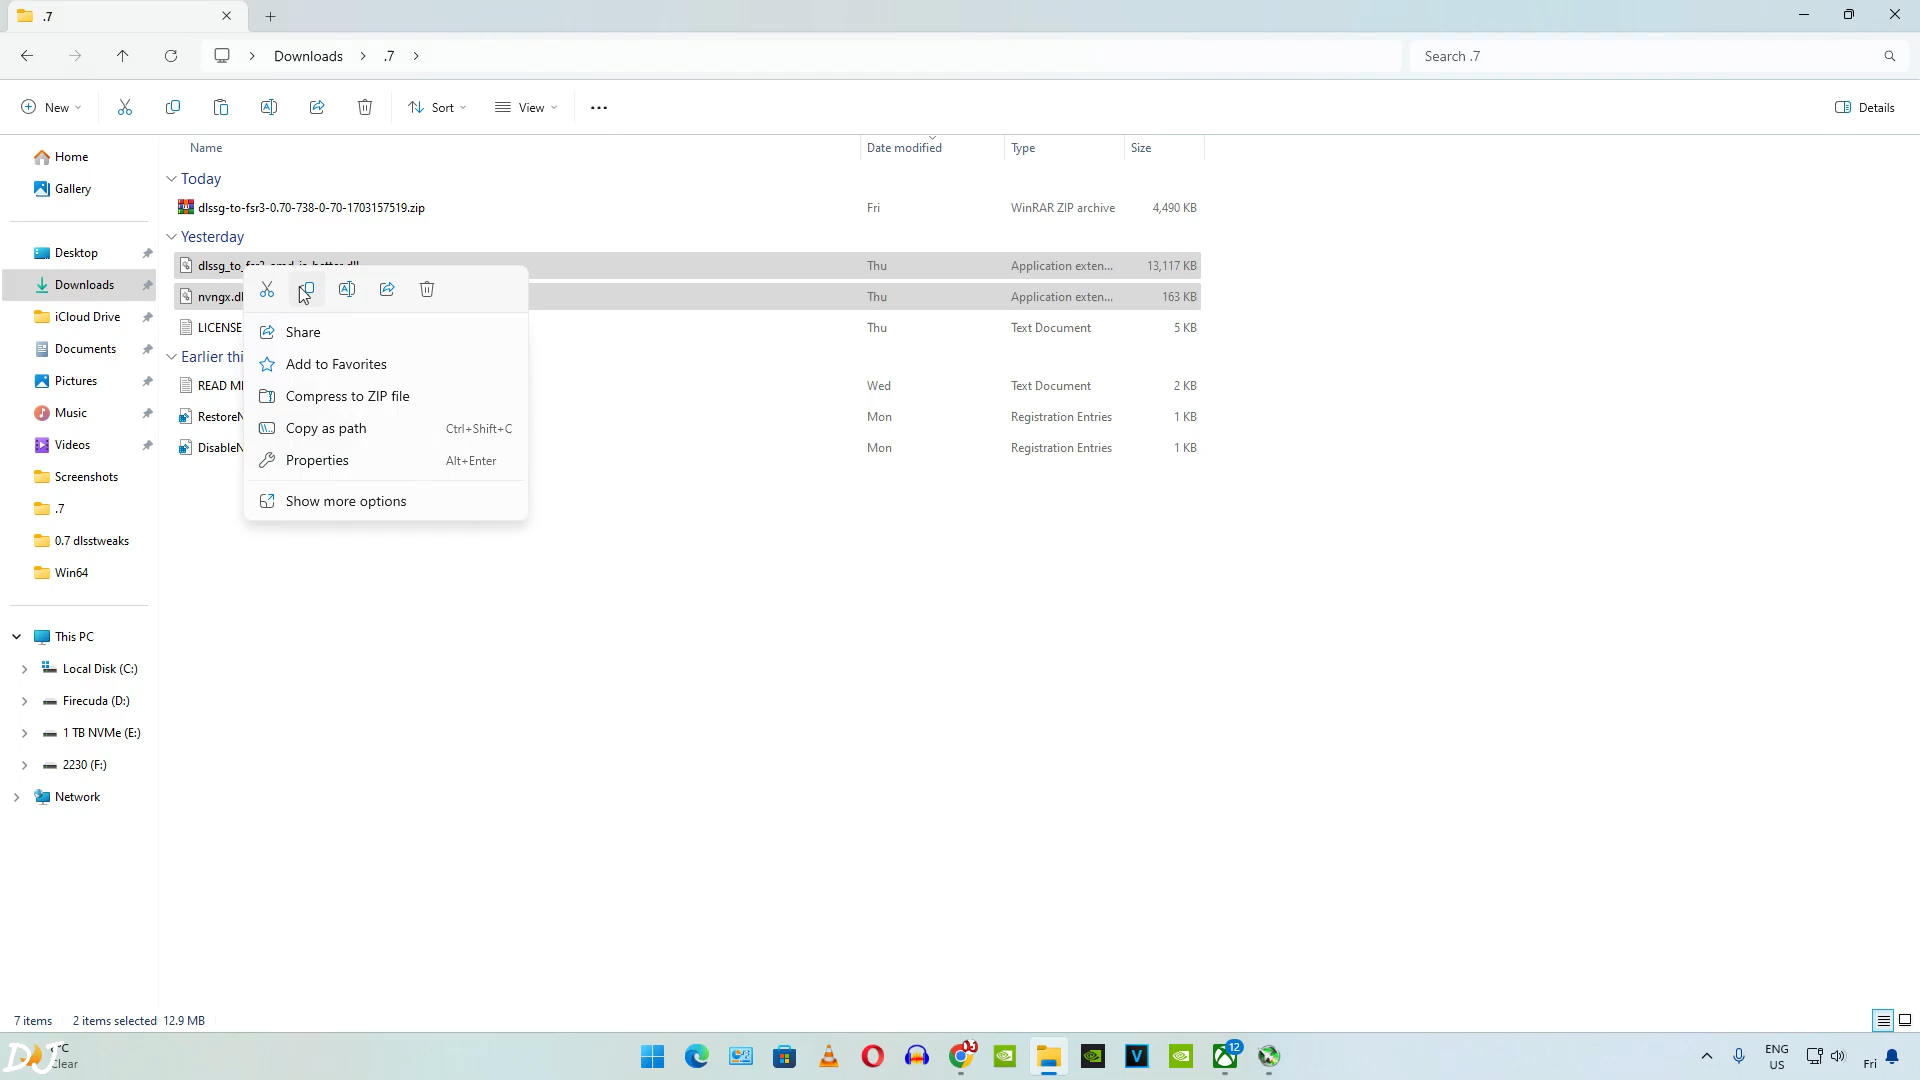 .7
Downloads
.7
Search .7
New
Sort
View
Details
Name
Date modified
Type
Size
Home
Gallery
Desktop
Downloads
iCloud Drive
Documents
Pictures
Music
Videos
Screenshots
.7
0.7 dlsstweaks
Win64
This PC
Local Disk (C:)
Firecuda (D:)
1 TB NVMe (E:)
2230 (F:)
Network
Today
dlssg-to-fsr3-0.70-738-0-70-1703157519.zip
Fri
WinRAR ZIP archive
4,490 KB
Yesterday
dlssg_to_fsr3_amd_is_better.dll
Thu
Application exten...
13,117 KB
nvngx.dl
Thu
Application exten...
163 KB
LICENSE
Thu
Text Document
5 KB
Earlier thi
READ M
Wed
Text Document
2 KB
RestoreN
Mon
Registration Entries
1 KB
DisableN
Mon
Registration Entries
1 KB
Share
Add to Favorites
Compress to ZIP file
Copy as path
Ctrl+Shift+C
Properties
Alt+Enter
Show more options
7 items
2 items selected 12.9 MB
DJ
°C
Clear
12
ENG
US
Fri